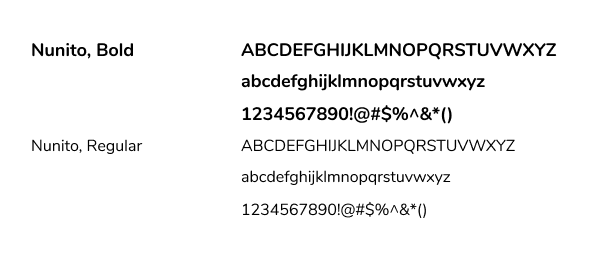 Nunito, Bold ABCDEFGHIJKLMNOPQRSTUVWXYZ
abcdefghijklmnopqrstuvwxyz
1234567890!@#$%^&*()
Nunito, Regular ABCDEFGHIJKLMNOPQRSTUVWXYZ
abcdefghijklmnopqrstuvwxyz
1234567890!@#$%^&*()